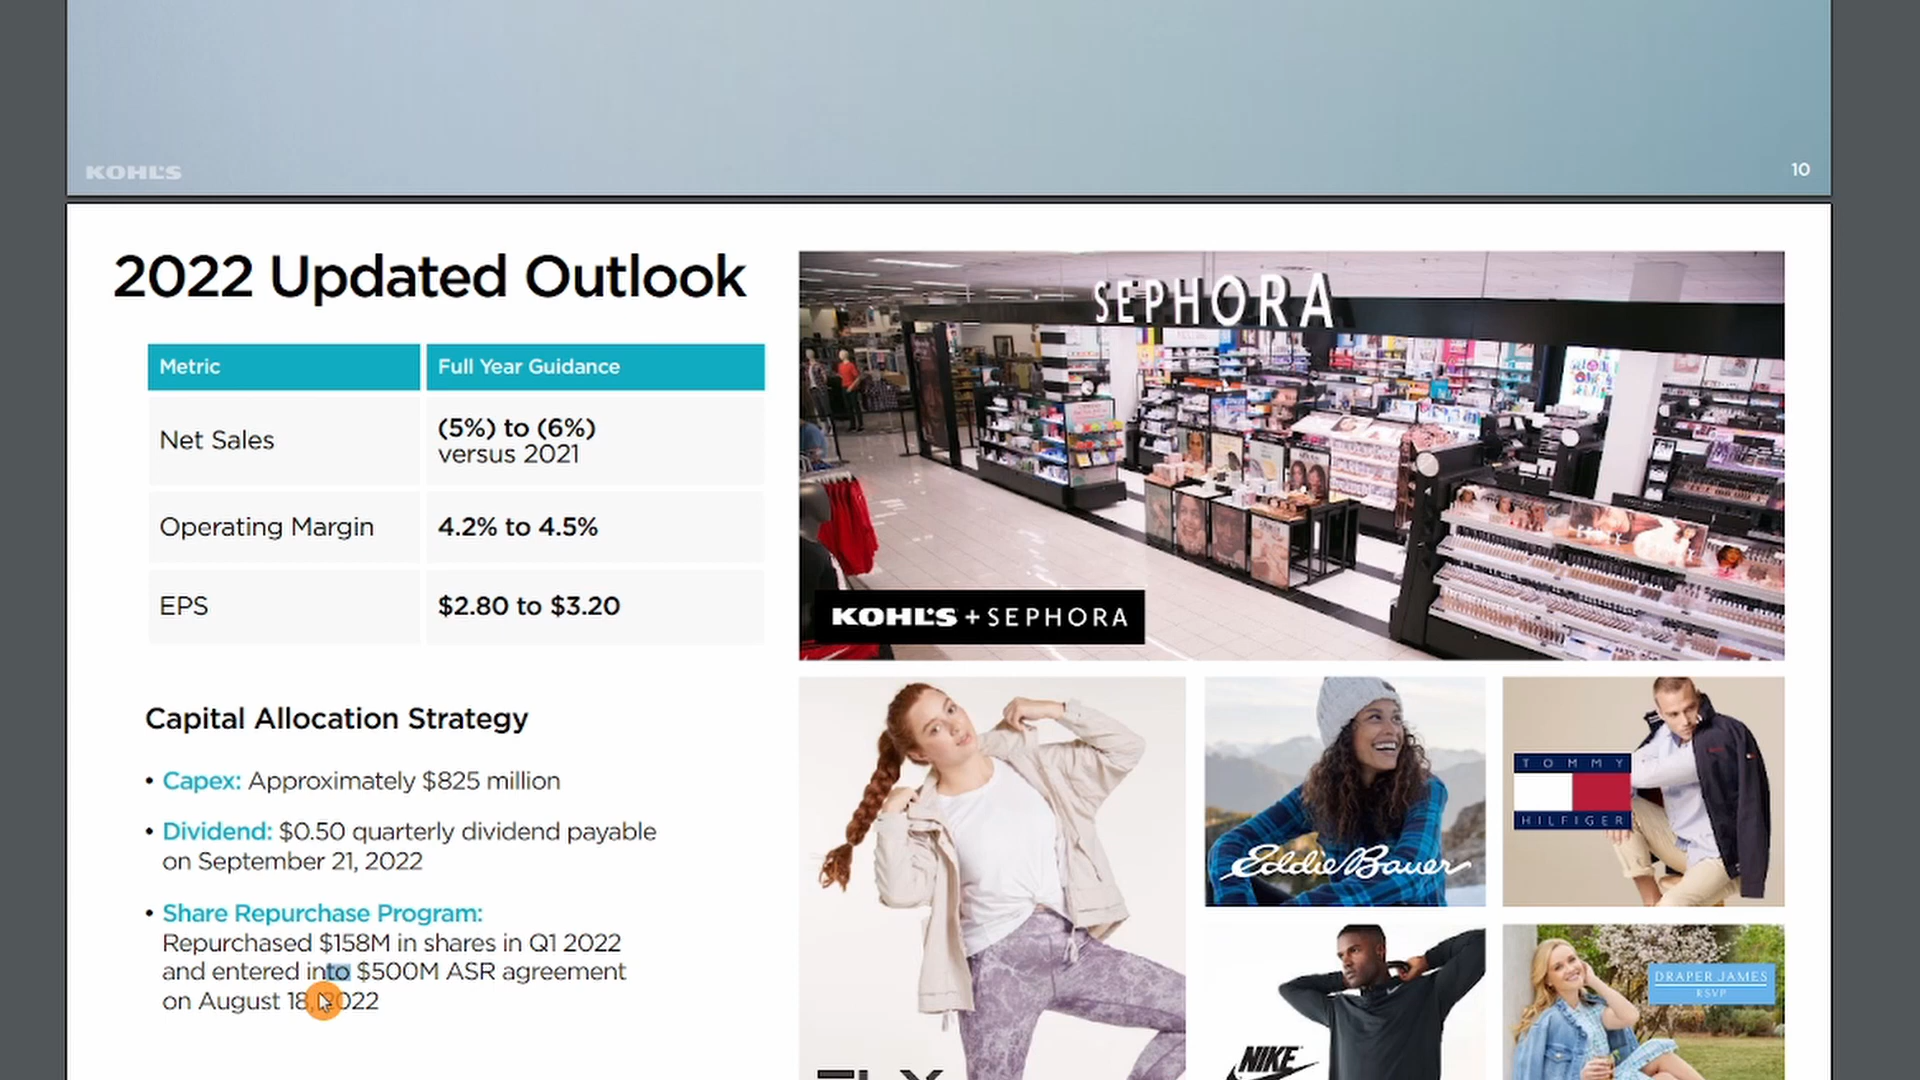 KOHL'S
10
2022 Updated Outlook
Metric
Full Year Guidance
Net Sales
(5%) to (6%)
versus 2021
Operating Margin
4.2% to 4.5%
EPS
$2.80 to $3.20
Capital Allocation Strategy
• Capex: Approximately $825 million
• Dividend: $0.50 quarterly dividend payable
on September 21, 2022
• Share Repurchase Program:
Repurchased $158M in shares in Q1 2022
and entered into $500M ASR agreement
on August 18, 2022
SEPHORA
KOHL'S + SEPHORA
Eddie Bauer
TOMMY
HILFIGER
NIKE
DRAPER JAMES
RSVP